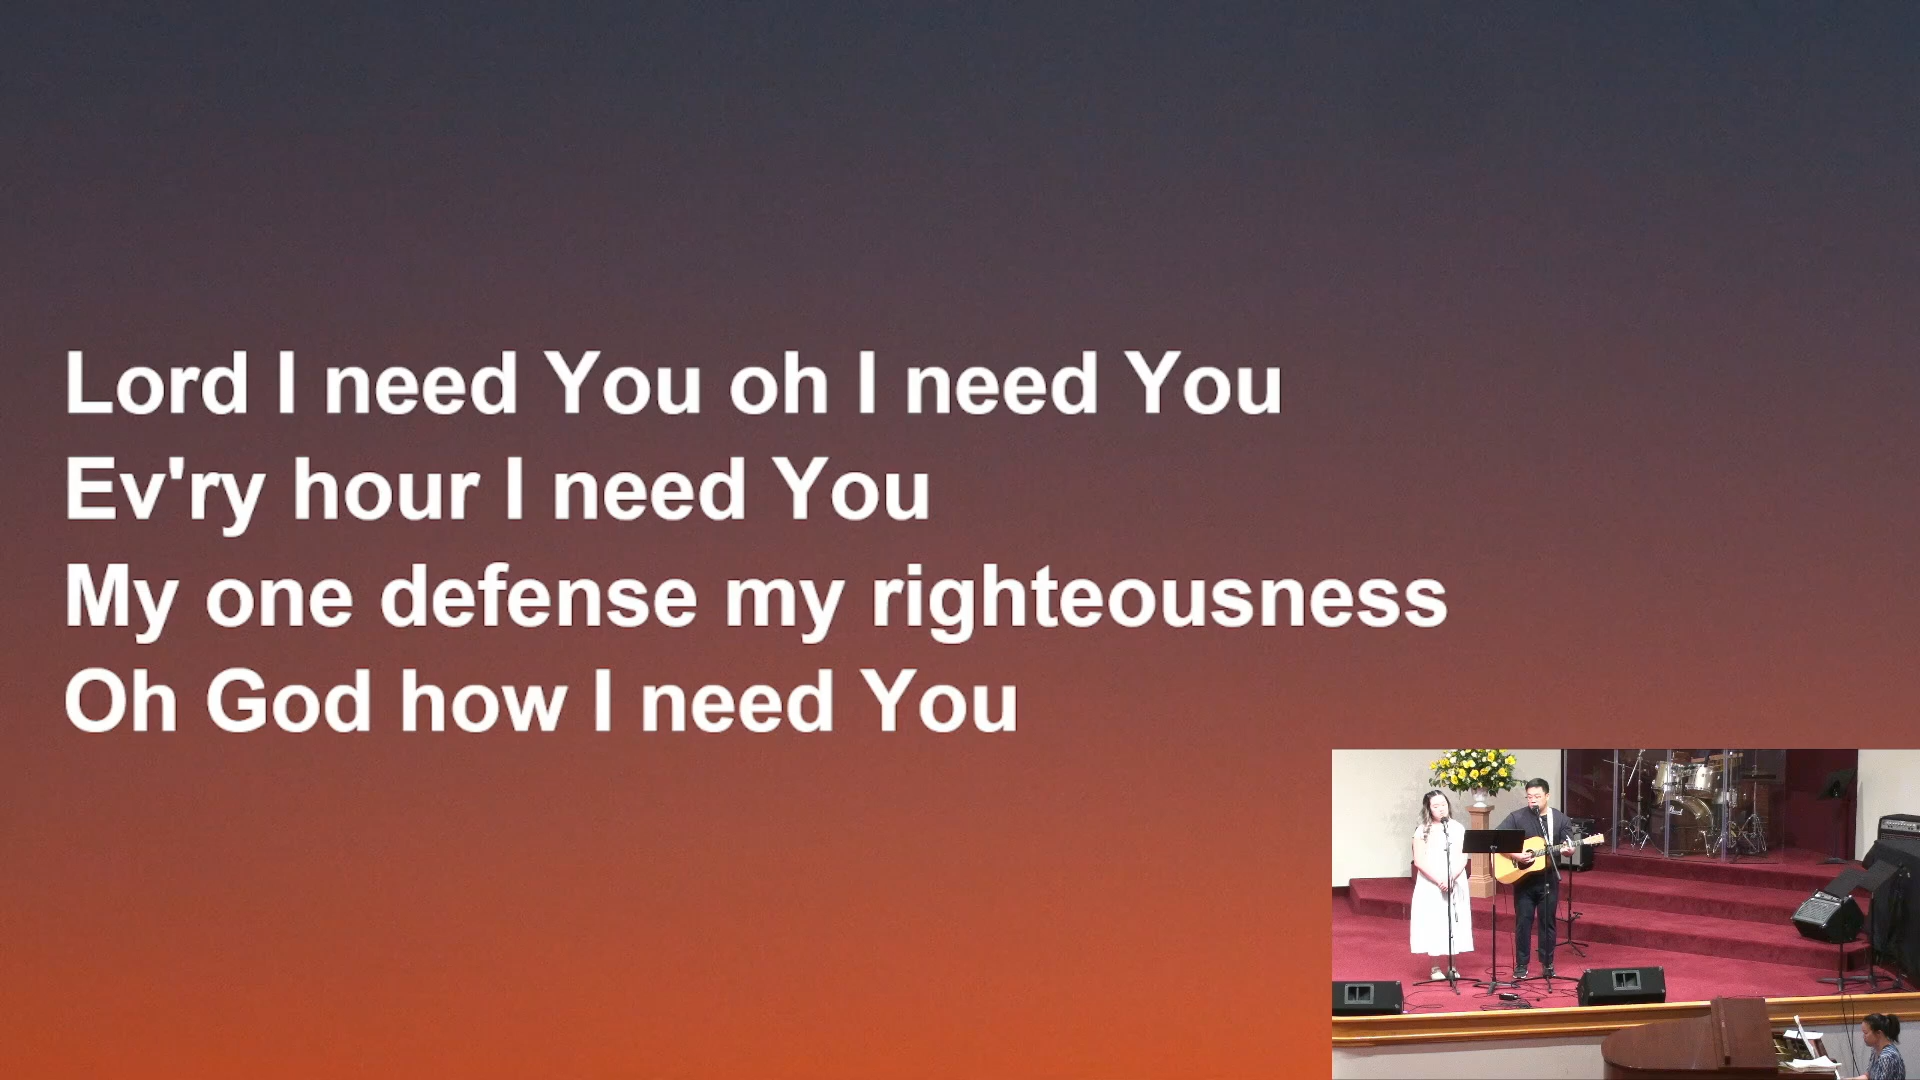 Lord I need You oh I need You
Ev'ry hour I need You
My one defense my righteousness
Oh God how I need You